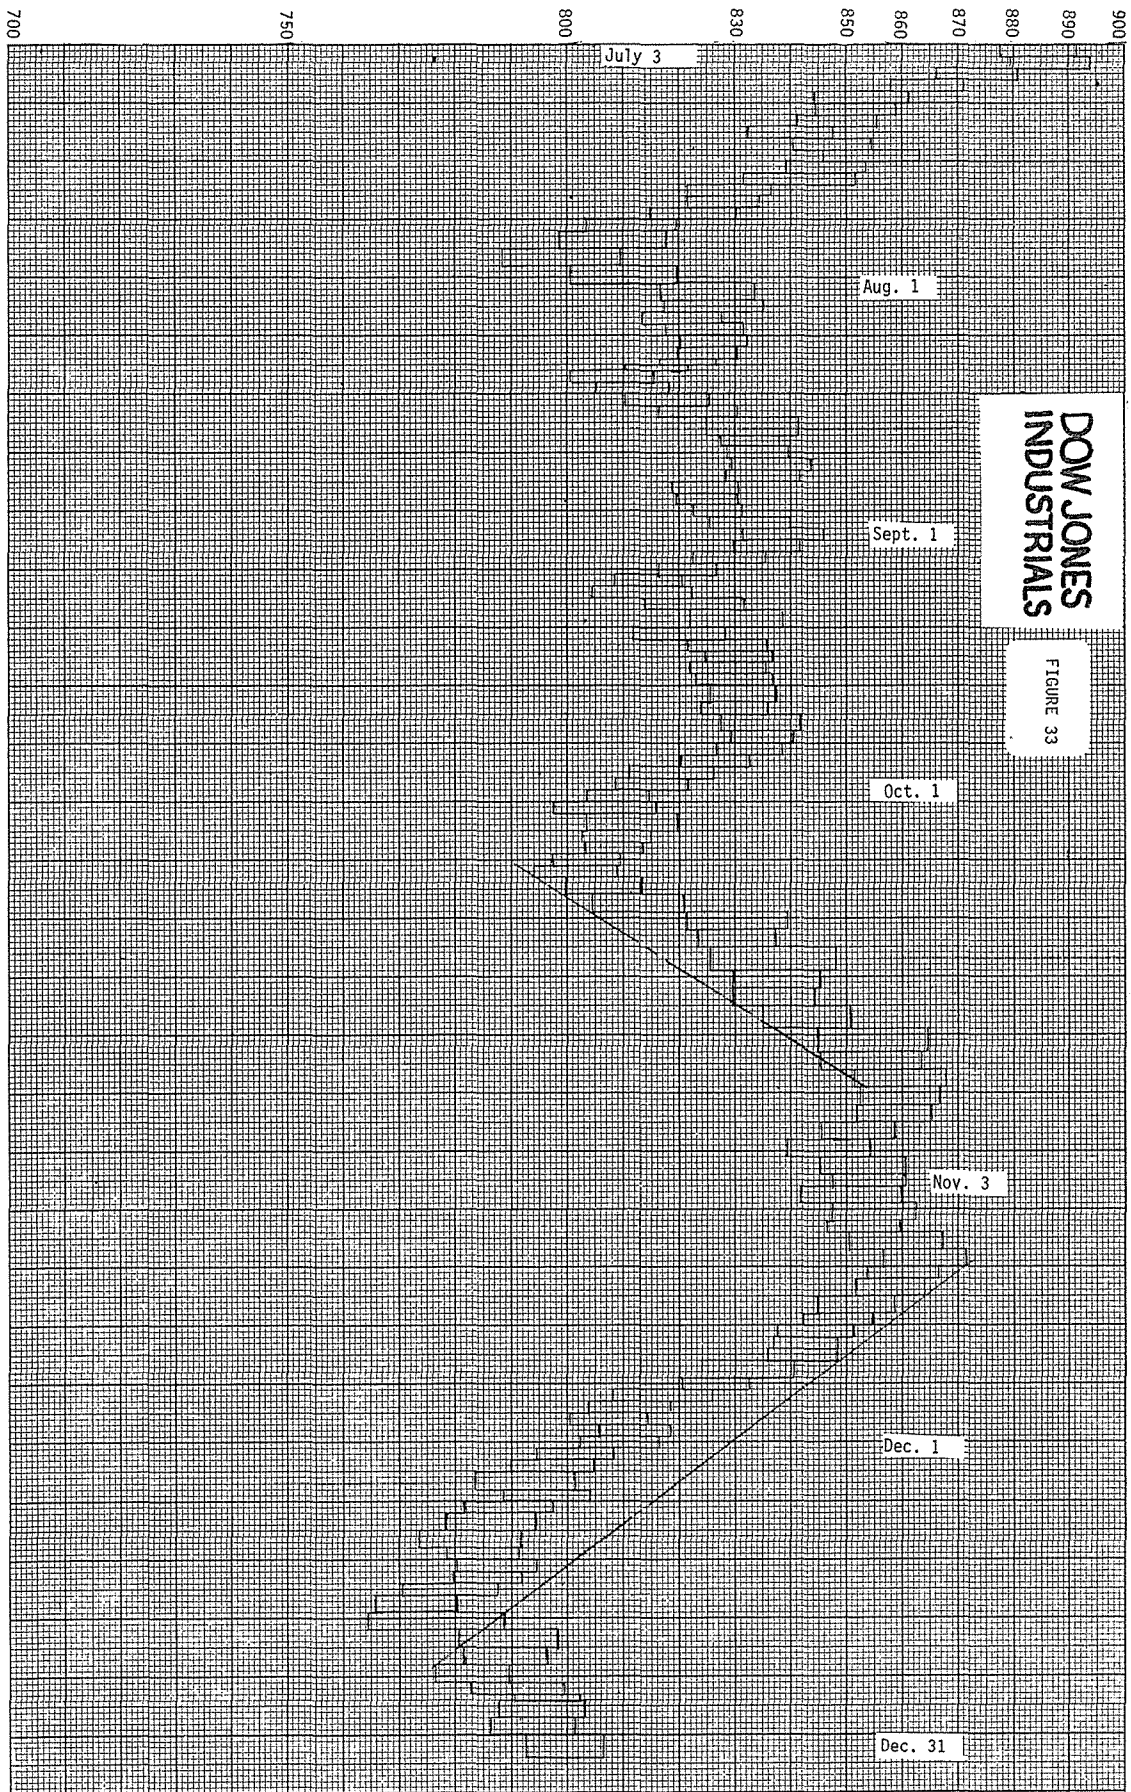 700
750
800
830
850
860
870
880
890
900
July 3
Aug. 1
DOW JONES
INDUSTRIALS
Sept. 1
FIGURE 33
Oct. 1
Nov. 3
Dec. 1
Dec. 31